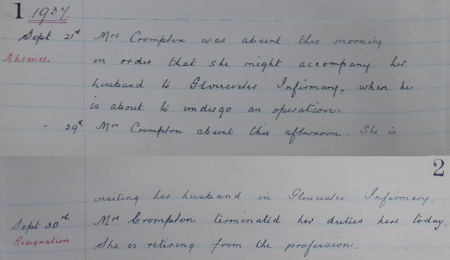 1 1937
Sept 21st Mrs Crompton was absent this morning
Absence. in order that she might accompany her
husband to Gloucester Infirmary, where he
is about to undergo an operation.
- 29th Mrs Crompton absent this afternoon. She is
2
visiting her husband in Gloucester Infirmary.
Sept 30th Mrs Crompton terminated her duties here today.
Resignation She is retiring from the profession.